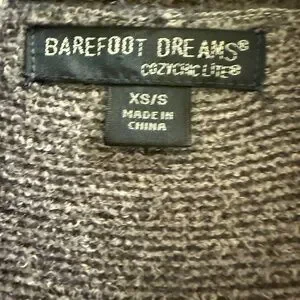 BAREFOOT DREAMS®
COZYCHIC LITE®
XS/S
MADE IN
CHINA